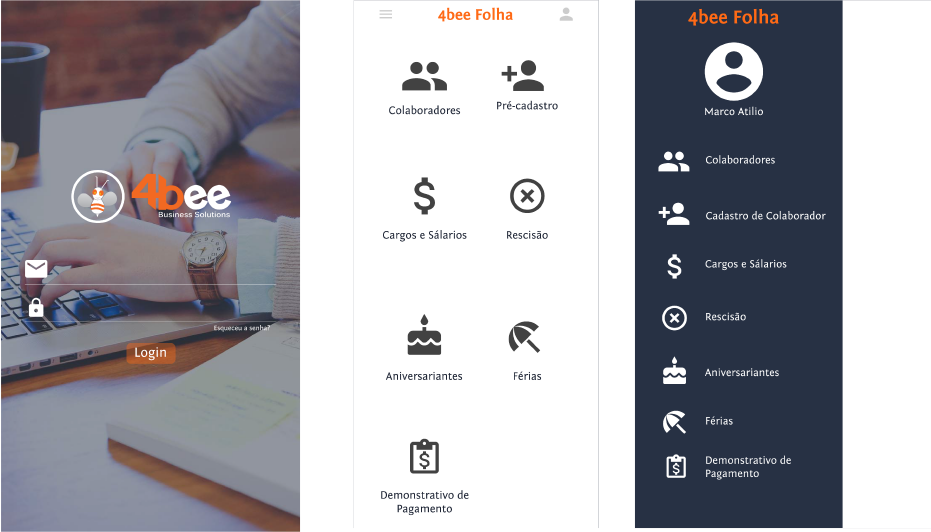 4bee
Business Solutions
Esqueceu a senha?
Login
4bee Folha
Colaboradores
Pré-cadastro
Cargos e Sálarios
Rescisão
Aniversariantes
Férias
Demonstrativo de
Pagamento
4bee Folha
Marco Atilio
Colaboradores
Cadastro de Colaborador
Cargos e Sálarios
Rescisão
Aniversariantes
Férias
Demonstrativo de
Pagamento